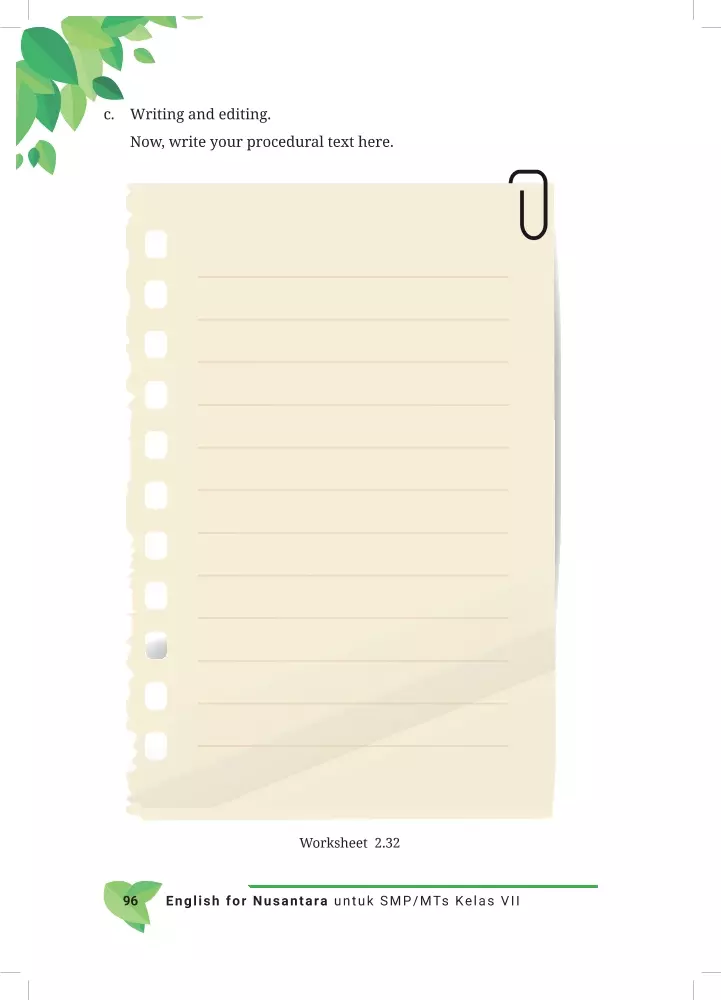 c. Writing and editing.
Now, write your procedural text here.
Worksheet 2.32
96 English for Nusantara untuk SMP/MTs Kelas VII